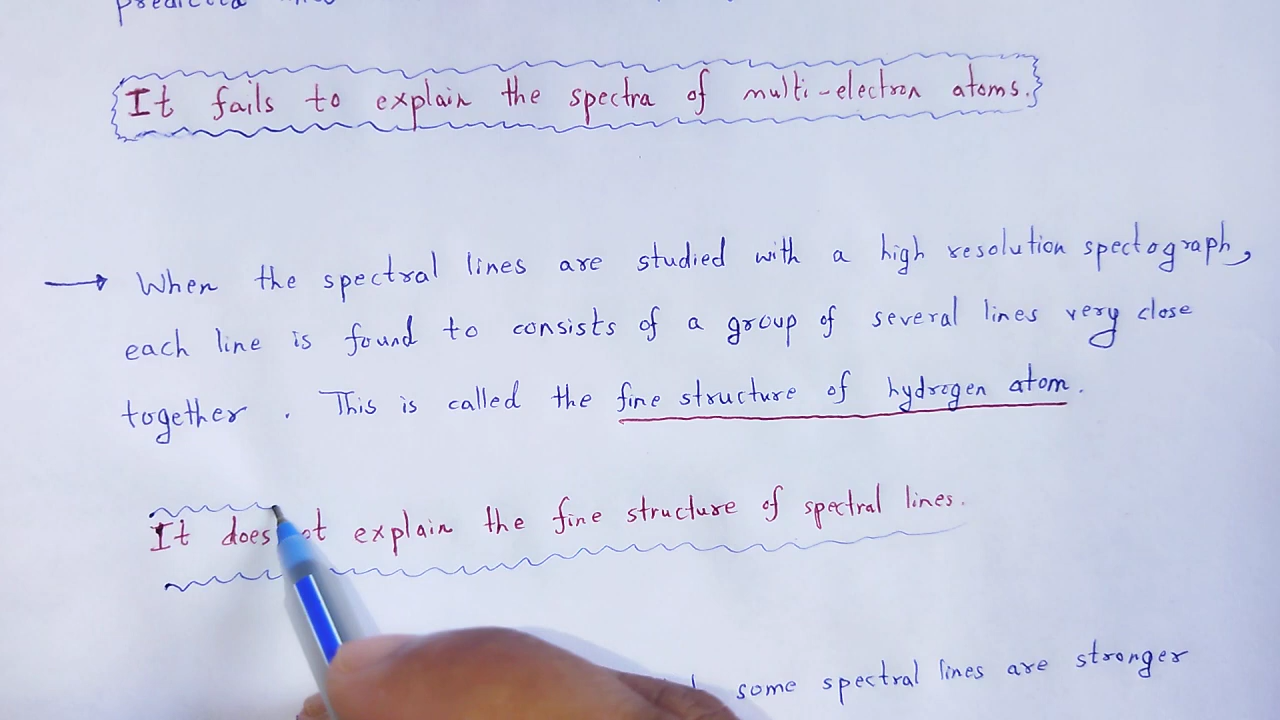 It fails to explain the spectra of multi-electron atoms.
→ When the spectral lines are studied with a high resolution spectograph,
each line is found to consists of a group of several lines very close
together. This is called the fine structure of hydrogen atom.
It does explain the fine structure of spectral lines.
some spectral lines are stronger